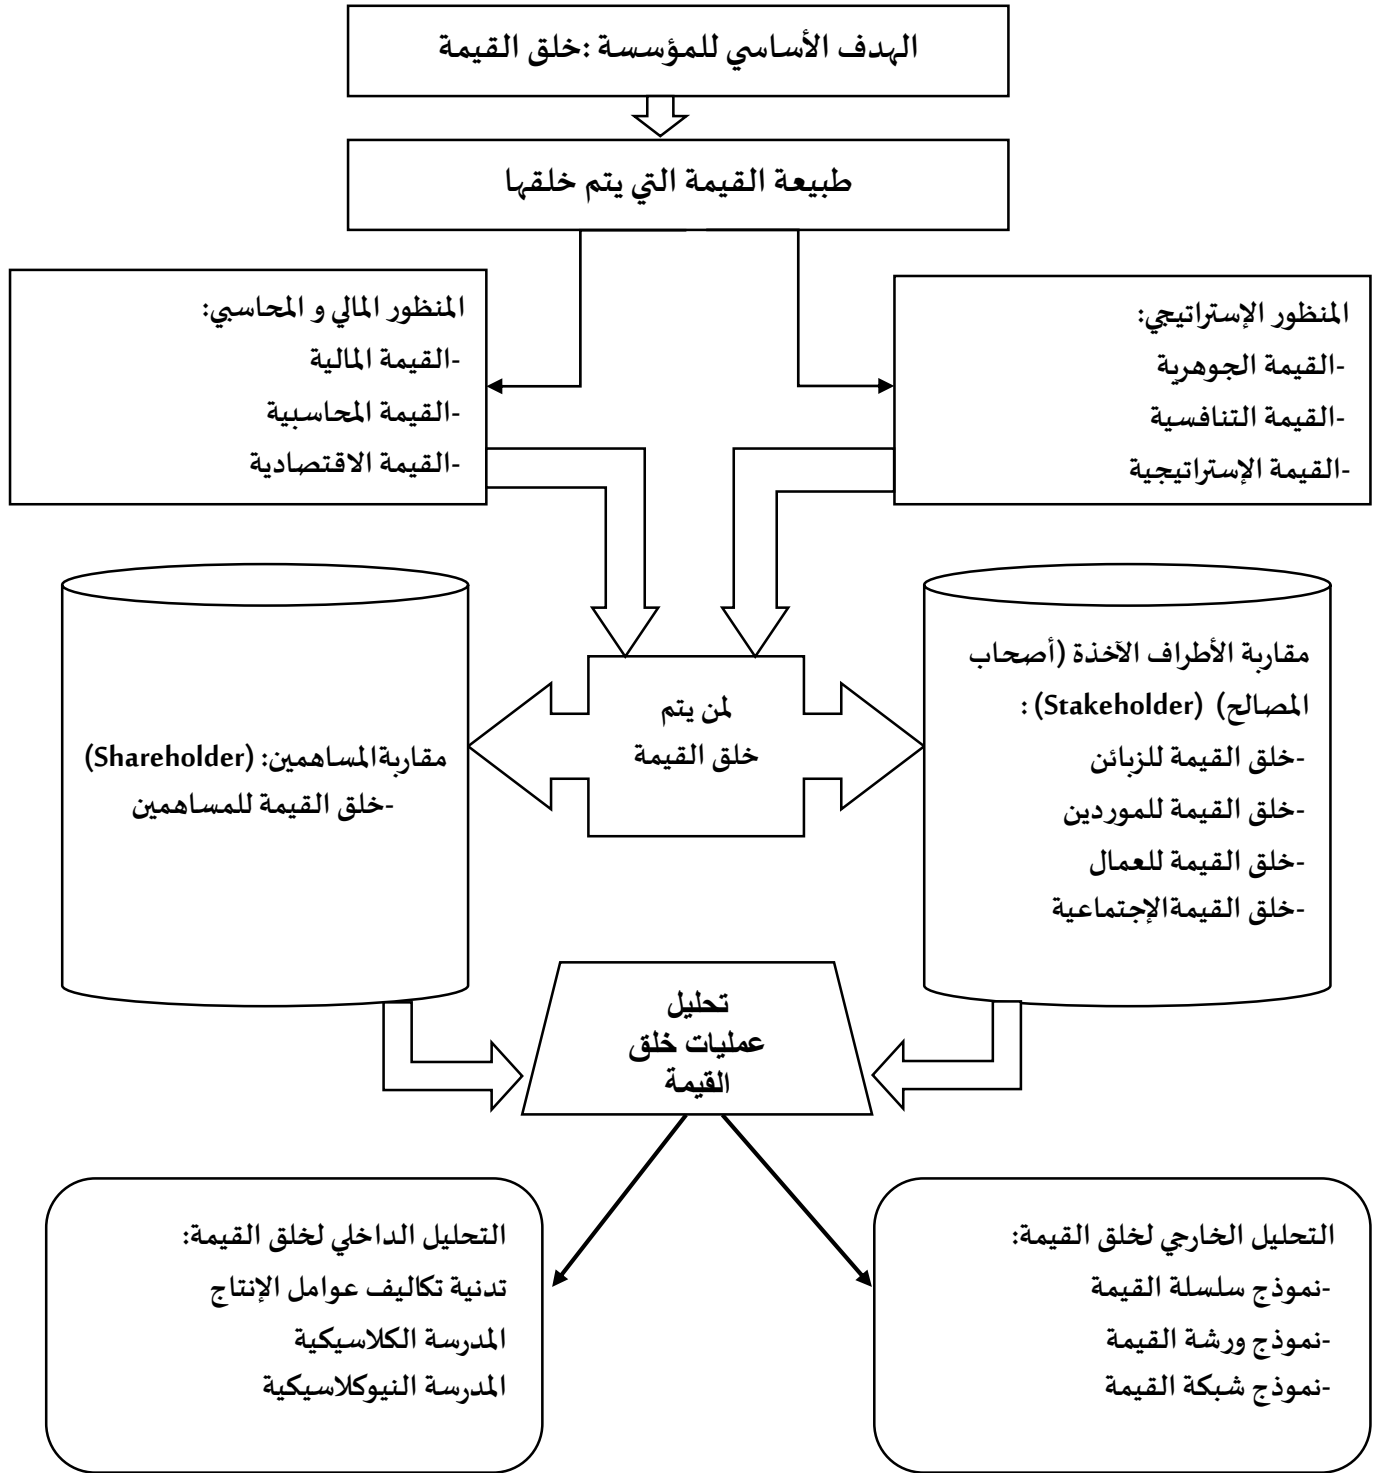 الهدف الأساسي للمؤسسة :خلق القيمة
طبيعة القيمة التي يتم خلقها
المنظور الإستراتيجي:
-القيمة الجوهرية
-القيمة التنافسية
-القيمة الإستراتيجية
المنظور المالي و المحاسبي:
-القيمة المالية
-القيمة المحاسبية
-القيمة الاقتصادية
مقاربة الأطراف الآخذة (أصحاب
المصالح) (Stakeholder) :
-خلق القيمة للزبائن
-خلق القيمة للموردين
-خلق القيمة للعمال
-خلق القيمةالإجتماعية
لمن يتم
خلق القيمة
مقاربةالمساهمين: (Shareholder)
-خلق القيمة للمساهمين
تحليل
عمليات خلق
القيمة
التحليل الخارجي لخلق القيمة:
-نموذج سلسلة القيمة
-نموذج ورشة القيمة
-نموذج شبكة القيمة
التحليل الداخلي لخلق القيمة:
تدنية تكاليف عوامل الإنتاج
المدرسة الكلاسيكية
المدرسة النيوكلاسيكية